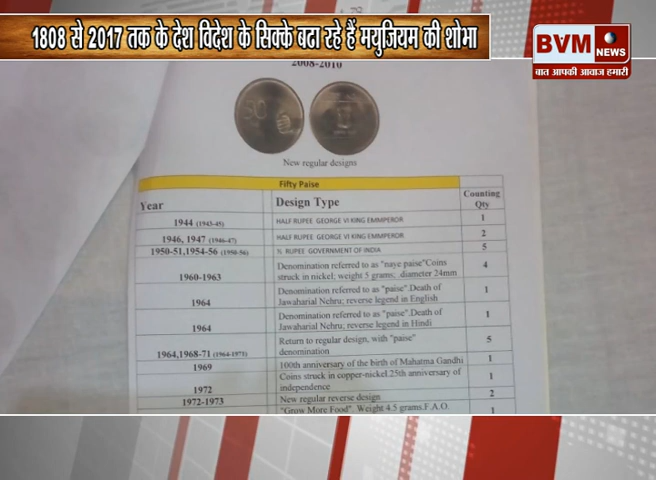 1808 से 2017 तक के देश विदेश के सिक्के बढा रहे हैं मयुजियम की शोभा
BVM NEWS
बात आपकी आवाज हमारी
2008-2010
New regular designs
Fifty Paise
Year Design Type Counting Qty
1944 (1943-45) HALF RUPEE GEORGE VI KING EMMPEROR 1
1946, 1947 (1946-47) HALF RUPEE GEORGE VI KING EMMPEROR 2
1950-51,1954-56 (1950-56) ½ RUPEE GOVERNMENT OF INDIA 5
Denomination referred to as "naye paise"Coins
1960-1963 struck in nickel; weight 5 grams; diameter 24mm 4
Denomination referred to as "paise".Death of
1964 Jawaharial Nehru; reverse legend in English 1
Denomination referred to as "paise".Death of
1964 Jawaharial Nehru; reverse legend in Hindi 1
Return to regular design, with "paise"
1964,1968-71 (1964-1971) denomination 5
1969 100th anniversary of the birth of Mahatma Gandhi 1
Coins struck in copper-nickel.25th anniversary of
1972 independence 1
1972-1973 New regular reverse design 2
"Grow More Food". Weight 4.5 grams.F.A.O. 1